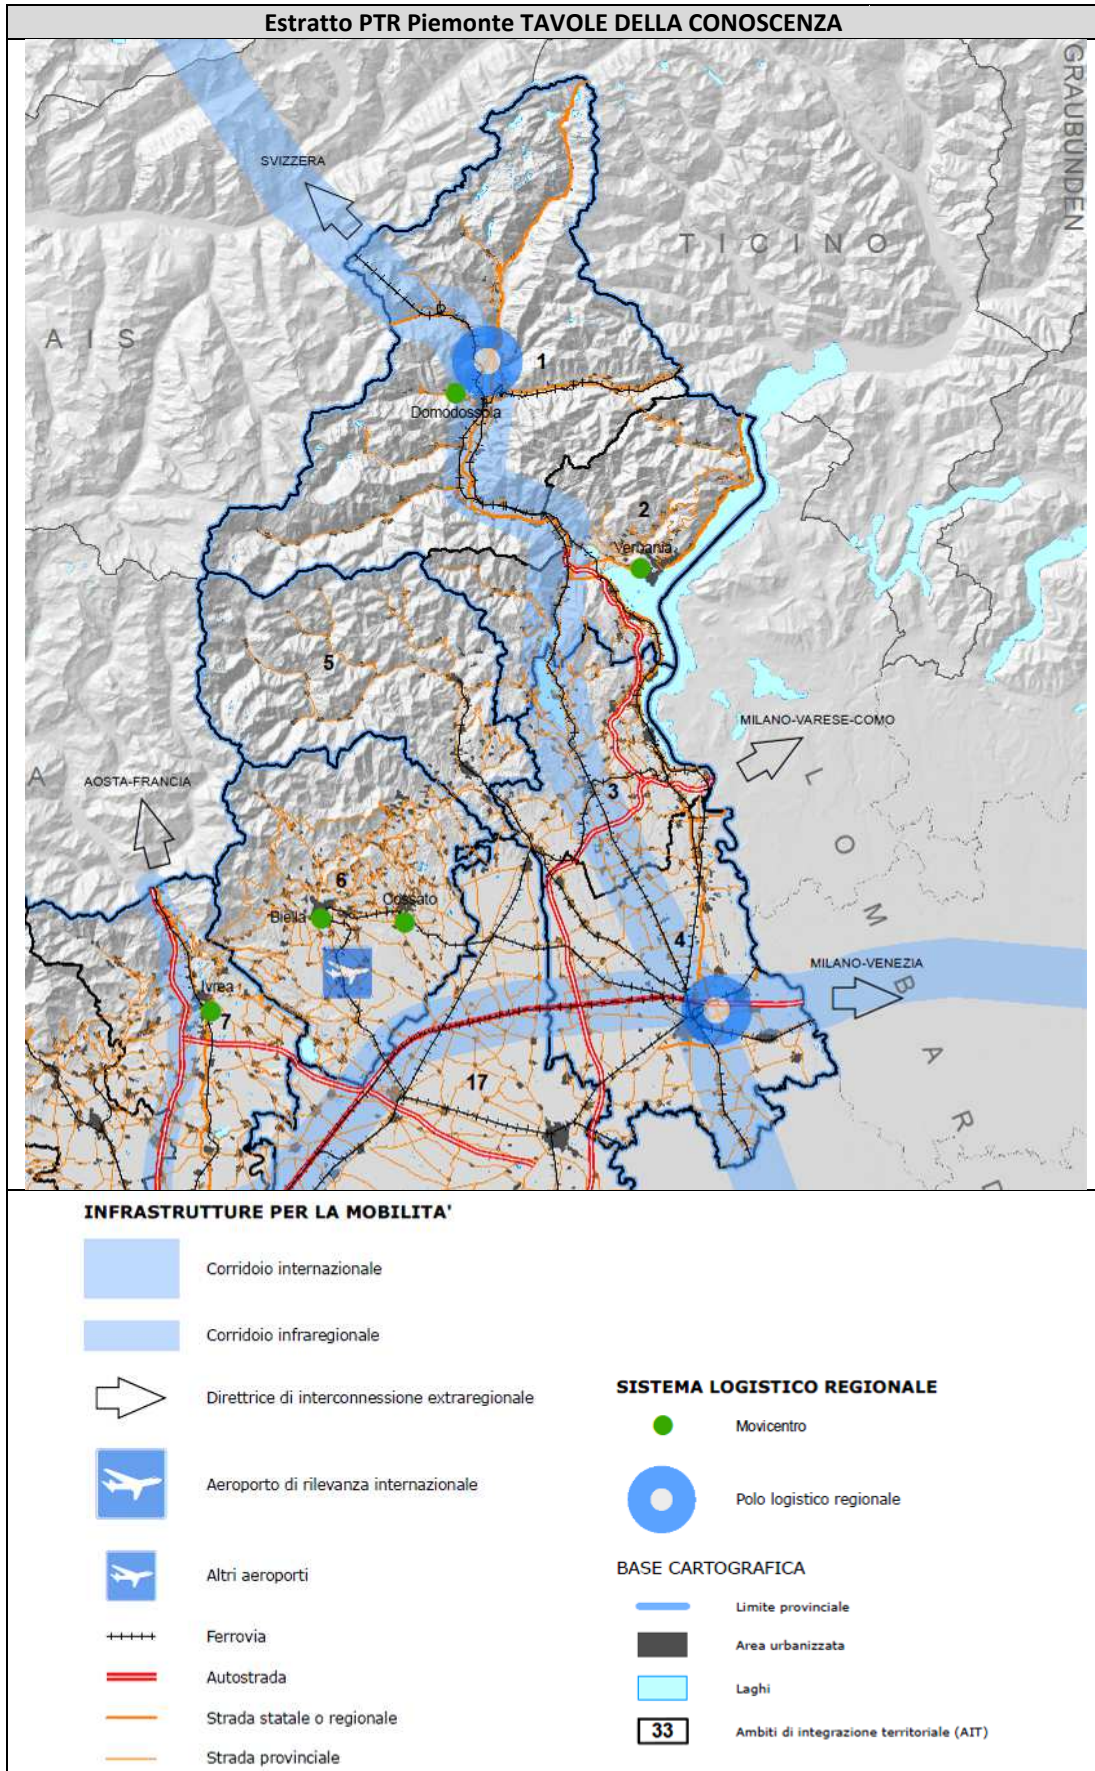 Estratto PTR Piemonte TAVOLE DELLA CONOSCENZA
GRAUBÜNDEN
SVIZZERA
TICINO
AIS
1
Domodossola
2
Verbania
5
MILANO-VARESE-COMO
A
AOSTA-FRANCIA
3
LOMBARD
6
Cossato
Biella
4
MILANO-VENEZIA
Ivrea
7
17
INFRASTRUTTURE PER LA MOBILITA'
Corridoio internazionale
Corridoio infraregionale
Direttrice di interconnessione extraregionale
Aeroporto di rilevanza internazionale
Altri aeroporti
Ferrovia
Autostrada
Strada statale o regionale
Strada provinciale
SISTEMA LOGISTICO REGIONALE
Movicentro
Polo logistico regionale
BASE CARTOGRAFICA
Limite provinciale
Area urbanizzata
Laghi
33
Ambiti di integrazione territoriale (AIT)